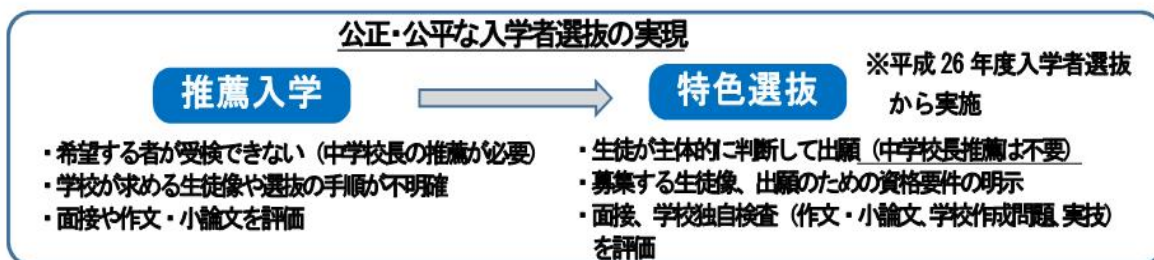 公正・公平な入学者選抜の実現
推薦入学
・希望する者が受検できない（中学校長の推薦が必要）
・学校が求める生徒像や選抜の手順が不明確
・面接や作文・小論文を評価
特色選抜
※平成26年度入学者選抜
から実施
・生徒が主体的に判断して出願（中学校長推薦は不要）
・募集する生徒像、出願のための資格要件の明示
・面接、学校独自検査（作文・小論文、学校作成問題、実技）
を評価